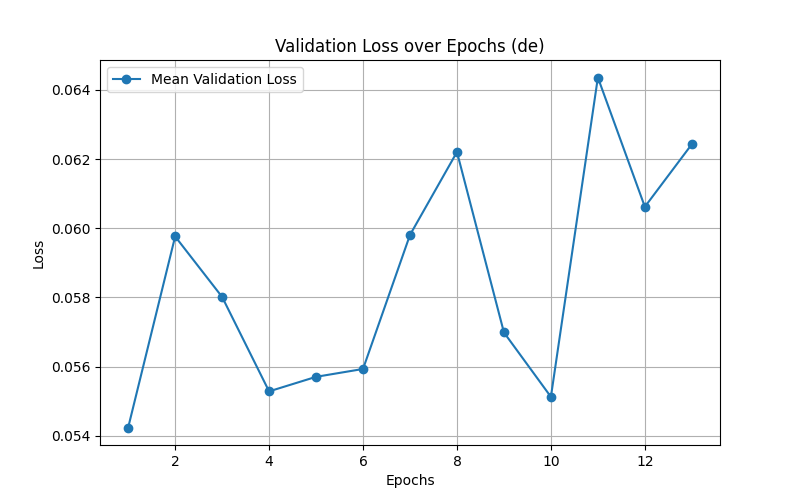 Validation Loss over Epochs (de)
Mean Validation Loss
0.064
0.062
0.060
0.058
0.056
0.054
Loss
2 4 6 8 10 12
Epochs